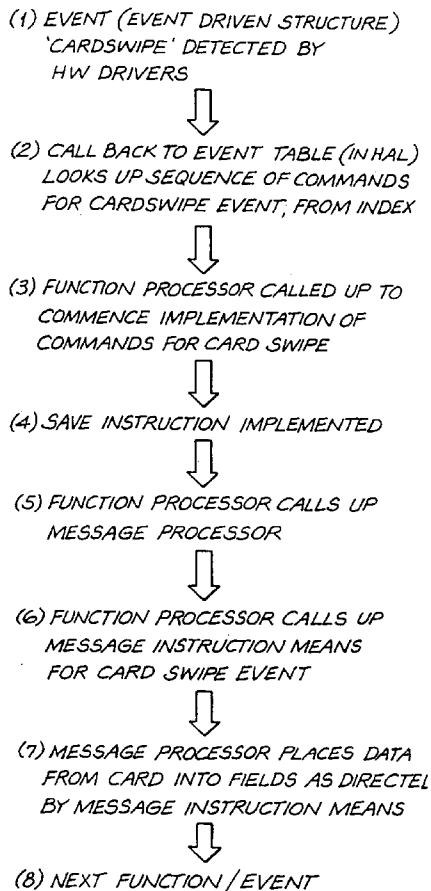 (1) EVENT (EVENT DRIVEN STRUCTURE)
'CARDSWIPE' DETECTED BY
HW DRIVERS
(2) CALL BACK TO EVENT TABLE (IN HAL)
LOOKS UP SEQUENCE OF COMMANDS
FOR CARDSWIPE EVENT, FROM INDEX
(3) FUNCTION PROCESSOR CALLED UP TO
COMMENCE IMPLEMENTATION OF
COMMANDS FOR CARD SWIPE
(4) SAVE INSTRUCTION IMPLEMENTED
(5) FUNCTION PROCESSOR CALLS UP
MESSAGE PROCESSOR
(6) FUNCTION PROCESSOR CALLS UP
MESSAGE INSTRUCTION MEANS
FOR CARD SWIPE EVENT
(7) MESSAGE PROCESSOR PLACES DATA
FROM CARD INTO FIELDS AS DIRECTED
BY MESSAGE INSTRUCTION MEANS
(8) NEXT FUNCTION / EVENT